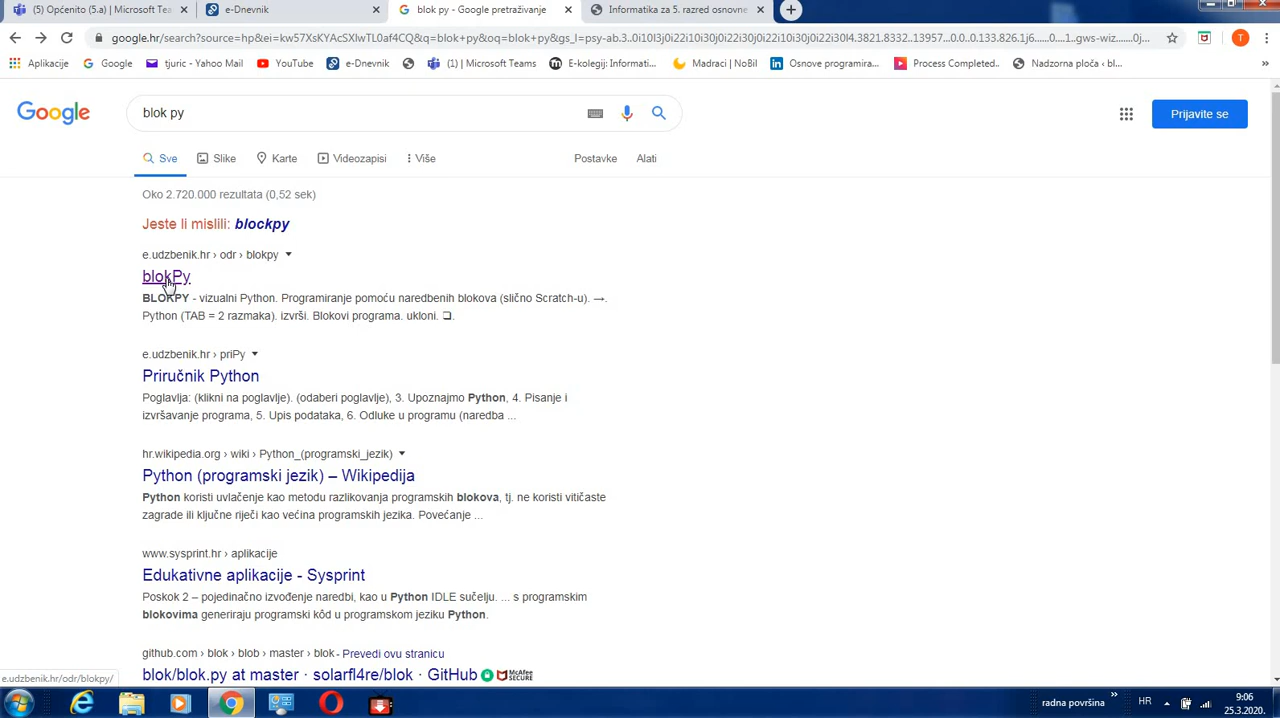 (1) Općenito (5.a) | Microsoft Tea
e-Dnevnik
blok py - Google pretraživanje
Informatika za 5. razred osnovne
google.hr/search?source=hp&ei=kw57XsKYAcSXlwTL0af4CQ&q=blok+py&oq=blok+py&gs_l=psy-ab.3..0i10l3j0i22i10i30j0i22i30j0i22i10i30j0i22i30l4.3821.8332..13957...0.0..0.133.826.1j6......0....1..gws-wiz.......0j...
Aplikacije
Google
tjuric - Yahoo Mail
YouTube
e-Dnevnik
(1) | Microsoft Teams
E-kolegij: Informati...
Madraci | NoBil
Osnove programira...
Process Completed..
Nadzorna ploča ‹ bl...
»
Google
blok py
Prijavite se
Sve
Slike
Karte
Videozapisi
Više
Postavke
Alati
Oko 2.720.000 rezultata (0,52 sek)
Jeste li mislili: blockpy
e.udzbenik.hr › odr › blokpy
blokPy
BLOKPY - vizualni Python. Programiranje pomoću naredbenih blokova (slično Scratch-u). →.
Python (TAB = 2 razmaka). izvrši. Blokovi programa. ukloni. ❏.
e.udzbenik.hr › priPy
Priručnik Python
Poglavlja: (klikni na poglavlje). (odaberi poglavlje), 3. Upoznajmo Python, 4. Pisanje i
izvršavanje programa, 5. Upis podataka, 6. Odluke u programu (naredba ...
hr.wikipedia.org › wiki › Python_(programski_jezik)
Python (programski jezik) – Wikipedija
Python koristi uvlačenje kao metodu razlikovanja programskih blokova, tj. ne koristi vitičaste
zagrade ili ključne riječi kao većina programskih jezika. Povećanje ...
www.sysprint.hr › aplikacije
Edukativne aplikacije - Sysprint
Poskok 2 – pojedinačno izvođenje naredbi, kao u Python IDLE sučelju. ... s programskim
blokovima generiraju programski kôd u programskom jeziku Python.
github.com › blok › blob › master › blok - Prevedi ovu stranicu
blok/blok.py at master · solarfl4re/blok · GitHub
McAfee
SECURE
e.udzbenik.hr/odr/blokpy/
radna površina
»
HR
9:06
25.3.2020.